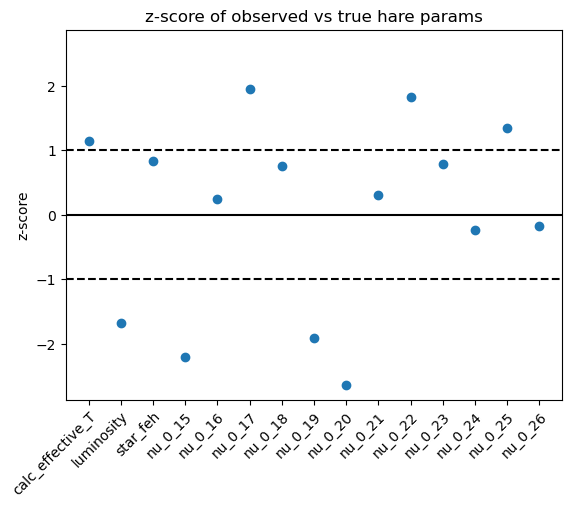 z-score of observed vs true hare params
z-score
2
1
0
−1
−2
calc_effective_T
luminosity
star_feh
nu_0_15
nu_0_16
nu_0_17
nu_0_18
nu_0_19
nu_0_20
nu_0_21
nu_0_22
nu_0_23
nu_0_24
nu_0_25
nu_0_26